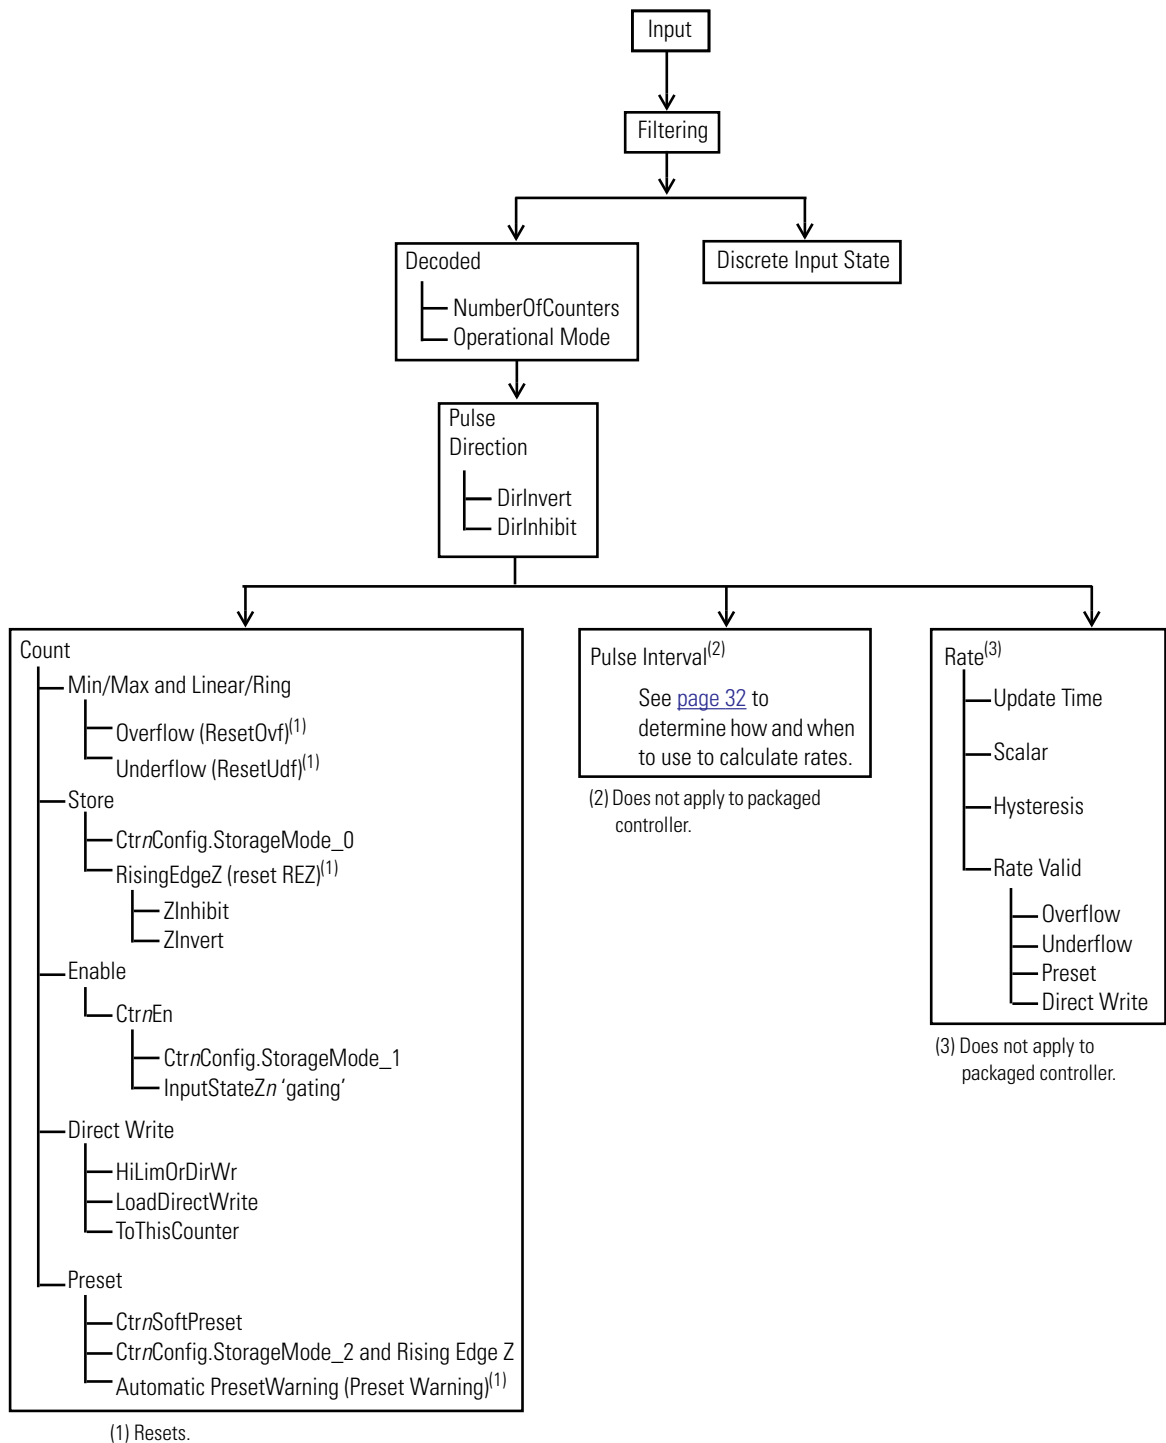 Input
Filtering
Decoded
NumberOfCounters
Operational Mode
Discrete Input State
Pulse
Direction
DirInvert
DirInhibit
Count
Min/Max and Linear/Ring
Overflow (ResetOvf)(1)
Underflow (ResetUdf)(1)
Store
CtrnConfig.StorageMode_0
RisingEdgeZ (reset REZ)(1)
ZInhibit
ZInvert
Enable
CtrnEn
CtrnConfig.StorageMode_1
InputStateZn ‘gating’
Direct Write
HiLimOrDirWr
LoadDirectWrite
ToThisCounter
Preset
CtrnSoftPreset
CtrnConfig.StorageMode_2 and Rising Edge Z
Automatic PresetWarning (Preset Warning)(1)
(1) Resets.
Pulse Interval(2)
See page 32 to
determine how and when
to use to calculate rates.
(2) Does not apply to packaged
controller.
Rate(3)
Update Time
Scalar
Hysteresis
Rate Valid
Overflow
Underflow
Preset
Direct Write
(3) Does not apply to
packaged controller.